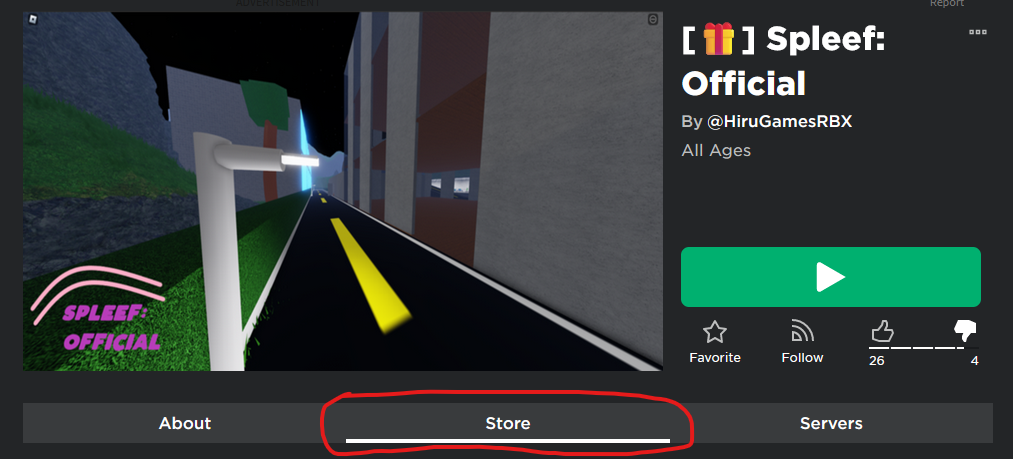 ADVERTISEMENT
Report
[🎁] Spleef:
Official
By @HiruGamesRBX
All Ages
SPLEEF:
OFFICIAL
Favorite
Follow
26
4
About
Store
Servers